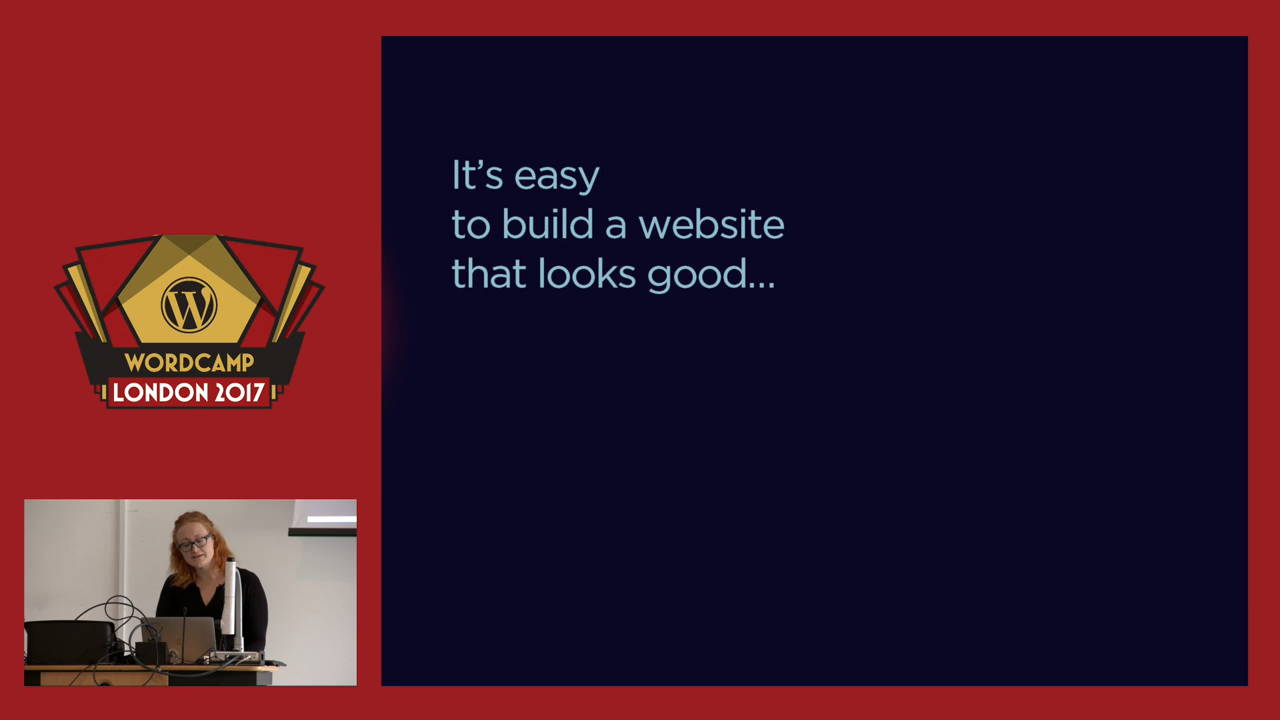 WORDCAMP
LONDON 2017
It’s easy
to build a website
that looks good...